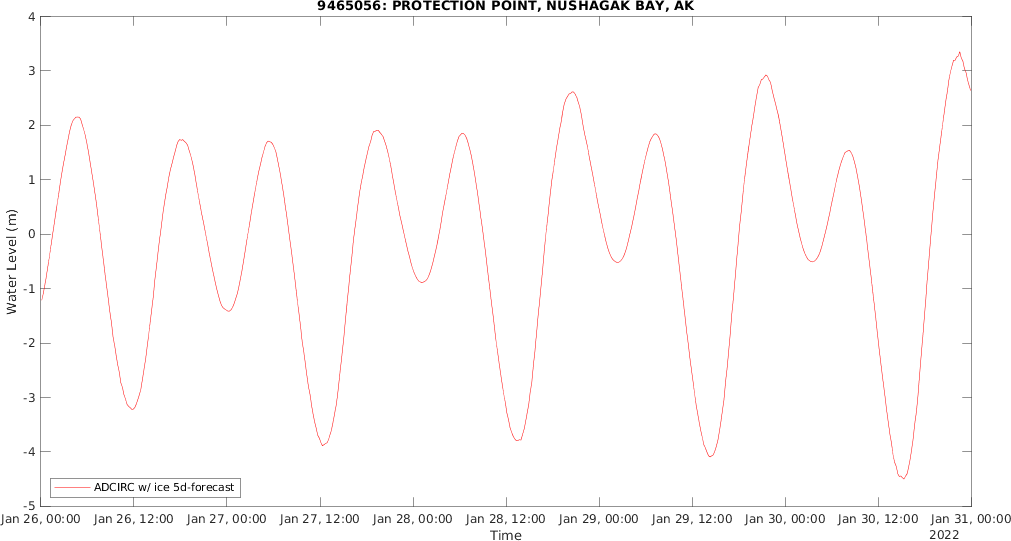 9465056: PROTECTION POINT, NUSHAGAK BAY, AK
4
3
2
1
0
-1
-2
-3
-4
-5
Water Level (m)
ADCIRC w/ ice 5d-forecast
Jan 26, 00:00 Jan 26, 12:00 Jan 27, 00:00 Jan 27, 12:00 Jan 28, 00:00 Jan 28, 12:00 Jan 29, 00:00 Jan 29, 12:00 Jan 30, 00:00 Jan 30, 12:00 Jan 31, 00:00
Time
2022